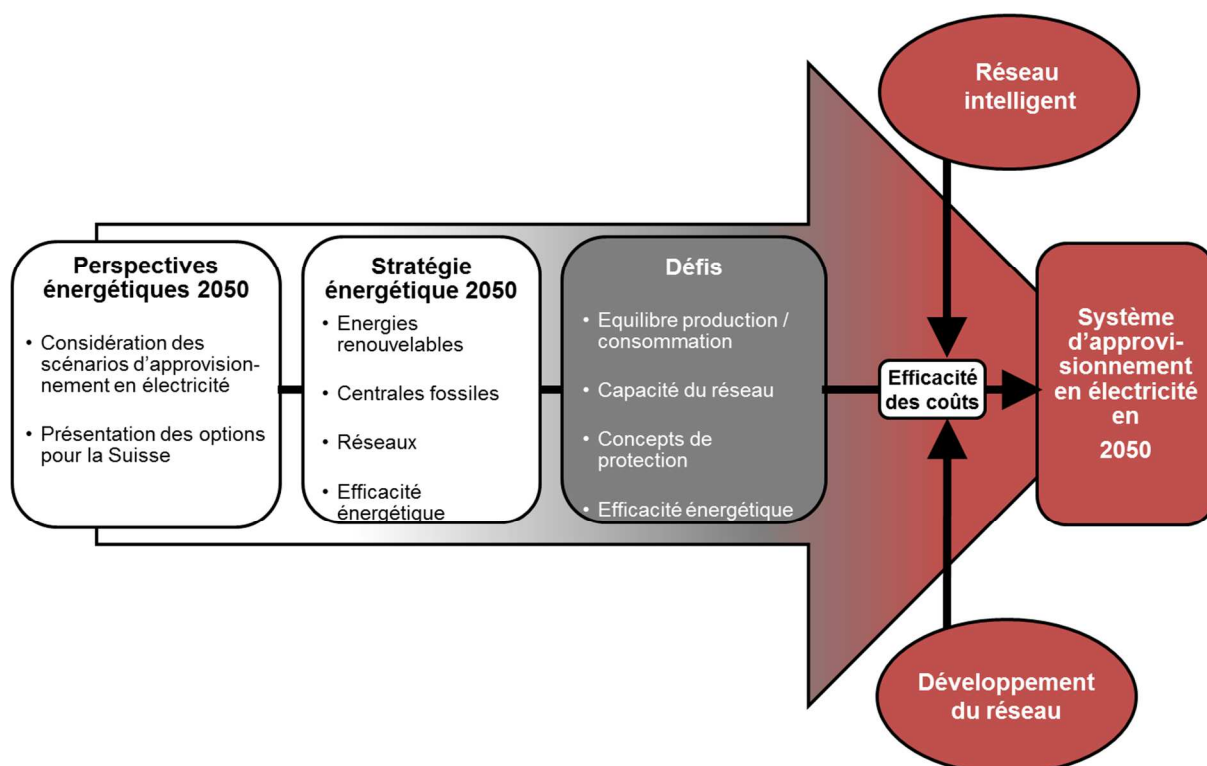 Réseau
intelligent
Perspectives
énergétiques 2050
• Considération des
scénarios d'approvision-
nement en électricité
• Présentation des options
pour la Suisse
Stratégie
énergétique 2050
• Energies
renouvelables
• Centrales fossiles
• Réseaux
• Efficacité
énergétique
Défis
• Equilibre production /
consommation
• Capacité du réseau
• Concepts de
protection
• Efficacité énergétique
Efficacité
des coûts
Système
d'approvi-
sionnement
en électricité
en
2050
Développement
du réseau